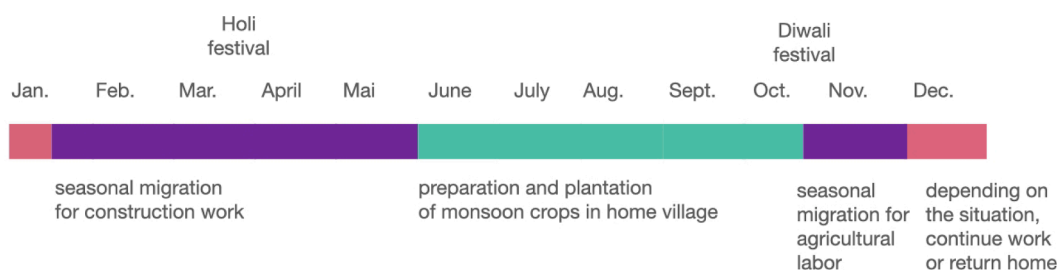 Holi
festival
Diwali
festival
Jan. Feb. Mar. April Mai June July Aug. Sept. Oct. Nov. Dec.
seasonal migration
for construction work
preparation and plantation
of monsoon crops in home village
seasonal
migration for
agricultural
labor
depending on
the situation,
continue work
or return home